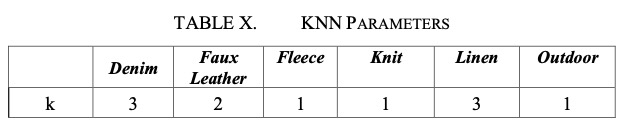 TABLE X. KNN PARAMETERS
Denim Faux Leather Fleece Knit Linen Outdoor
k 3 2 1 1 3 1